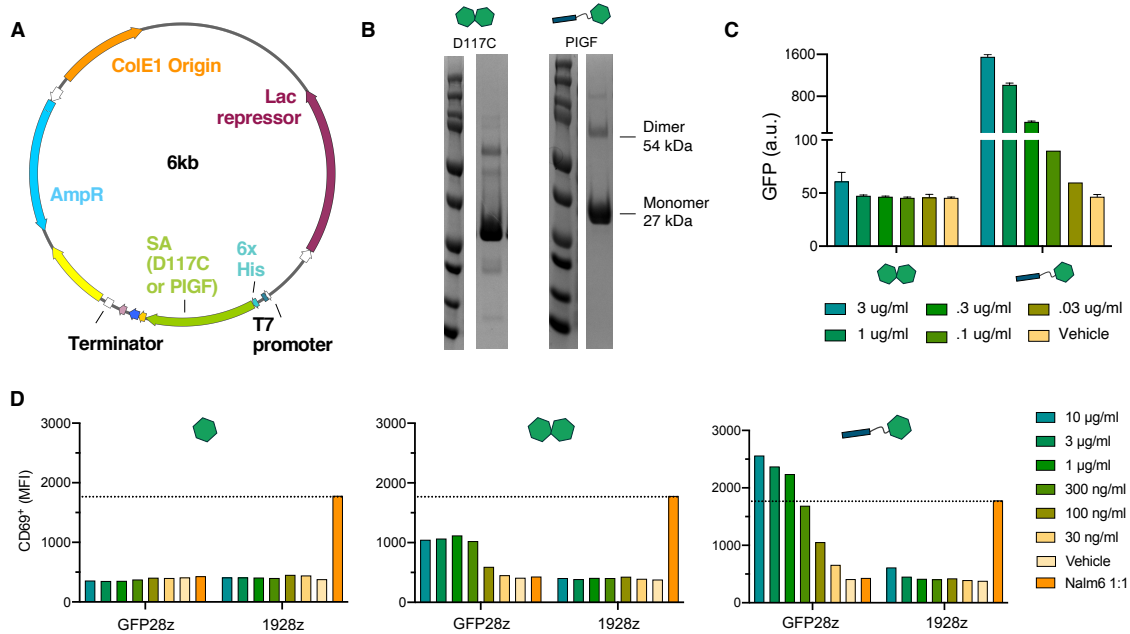 A
ColE1 Origin
Lac
repressor
6kb
AmpR
SA
(D117C
or PIGF)
6x
His
T7
promoter
Terminator
B
D117C
PIGF
Dimer
54 kDa
Monomer
27 kDa
C
GFP (a.u.)
1600
800
100
50
0
3 ug/ml
.3 ug/ml
.03 ug/ml
1 ug/ml
.1 ug/ml
Vehicle
D
CD69+ (MFI)
3000
2000
1000
0
GFP28z
1928z
3000
2000
1000
0
GFP28z
1928z
3000
2000
1000
0
GFP28z
1928z
10 µg/ml
3 µg/ml
1 µg/ml
300 ng/ml
100 ng/ml
30 ng/ml
Vehicle
Nalm6 1:1